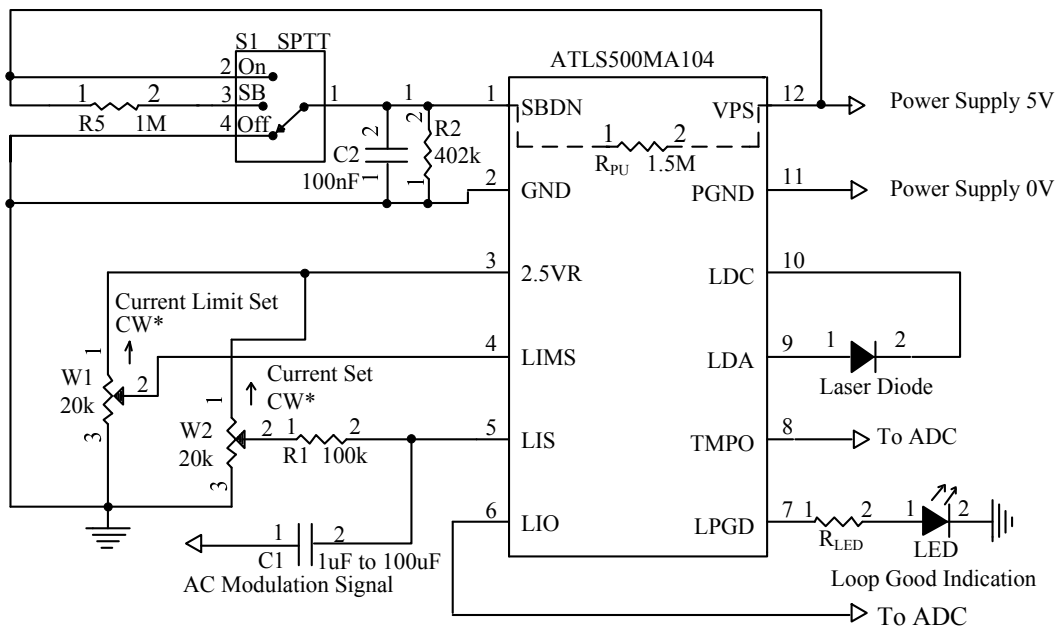 S1 SPTT
ATLS500MA104
2 On
1 2 3 SB 1 1 1 SBDN VPS 12 Power Supply 5V
R5 1M 4 Off
2 2 R2
C2 402k
100nF 1 1
1 2
RPU 1.5M
2 GND PGND 11 Power Supply 0V
3 2.5VR LDC 10
Current Limit Set
CW*
1
4 LIMS LDA 9 1 2
Laser Diode
W1 2
20k
3
Current Set
CW*
1
W2 2 1 2 5 LIS TMPO 8 To ADC
20k R1 100k
3
6 LIO LPGD 7 1 2 1 2
RLED LED
1 2
C1 1uF to 100uF
AC Modulation Signal
Loop Good Indication
To ADC